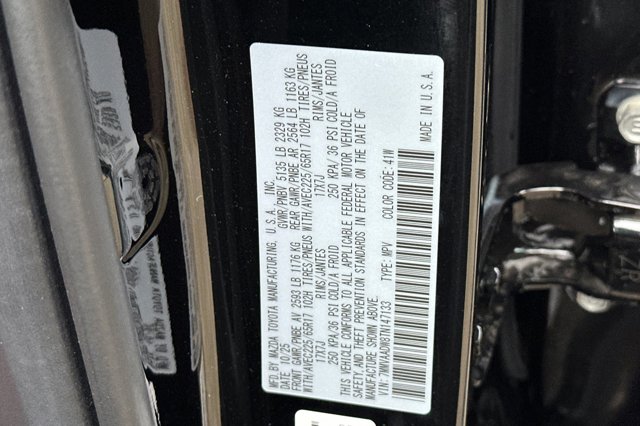 MFD. BY MAZDA TOYOTA MANUFACTURING, U.S.A., INC.
10/25 GVWR/PNBV 5135 LB 2329 KG
FRONT GAWR/PNBE AV 2593 LB 1176 KG REAR GAWR/PNBE AR 2564 LB 1163 KG
WITH/AVEC225/65R17 102H TIRES/PNEUS WITH/AVEC225/65R17 102H TIRES/PNEUS
17X7J RIMS/JANTES 17X7J RIMS/JANTES
250 KPA/36 PSI COLD/A FROID 250 KPA/36 PSI COLD/A FROID
THIS VEHICLE CONFORMS TO ALL APPLICABLE FEDERAL MOTOR VEHICLE
SAFETY AND THEFT PREVENTION STANDARDS IN EFFECT ON THE DATE OF
MANUFACTURE SHOWN ABOVE.
VIN: 7MMVAADW8TN147133 TYPE: MPV COLOR CODE: 41W
MADE IN U.S.A.